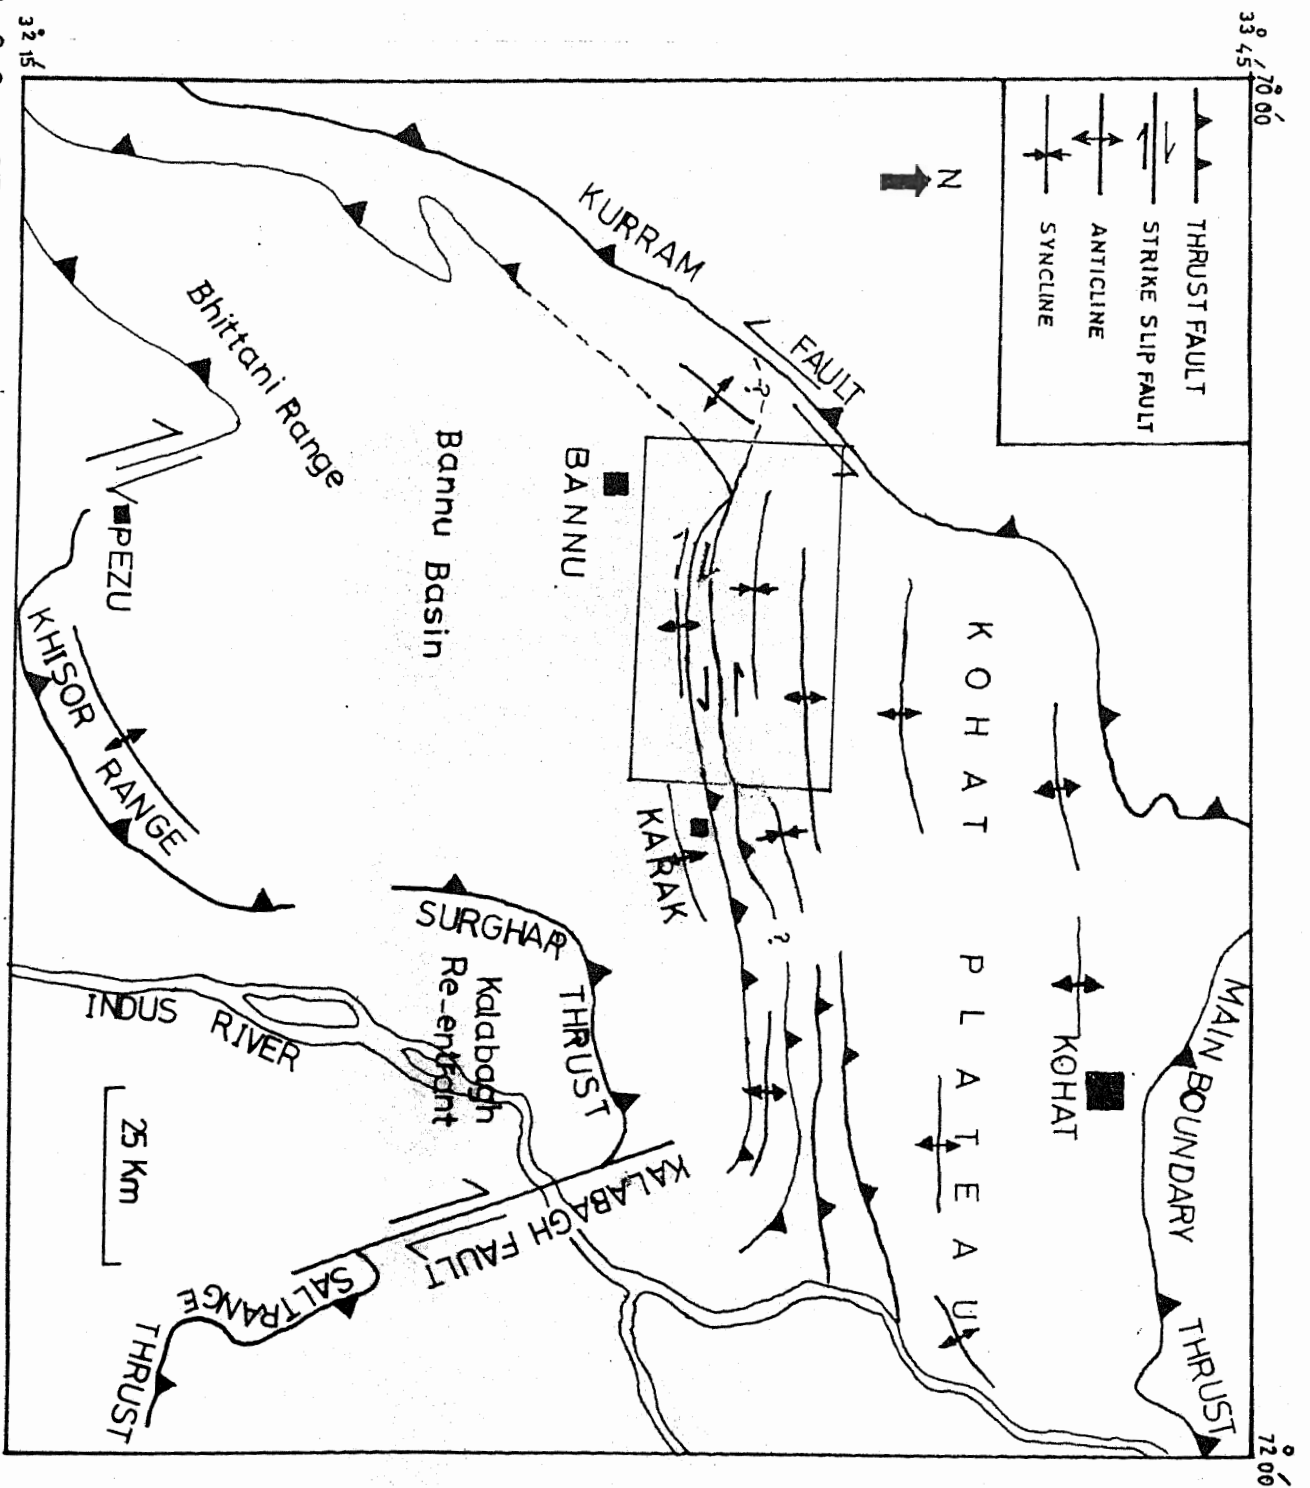 33° 45′
70° 00′
72° 00′
32° 15′
THRUST FAULT
STRIKE SLIP FAULT
ANTICLINE
SYNCLINE
N
KURRAM
FAULT
?
MAIN BOUNDARY
THRUST
KOHAT
KOHAT PLATEAU
BANNU
KARAK
?
Bannu Basin
Bhittani Range
PEZU
KHISOR
RANGE
SURGHAR
THRUST
Kalabagh
Re-entrant
KALABAGH FAULT
INDUS RIVER
SALTRANGE
THRUST
25 Km